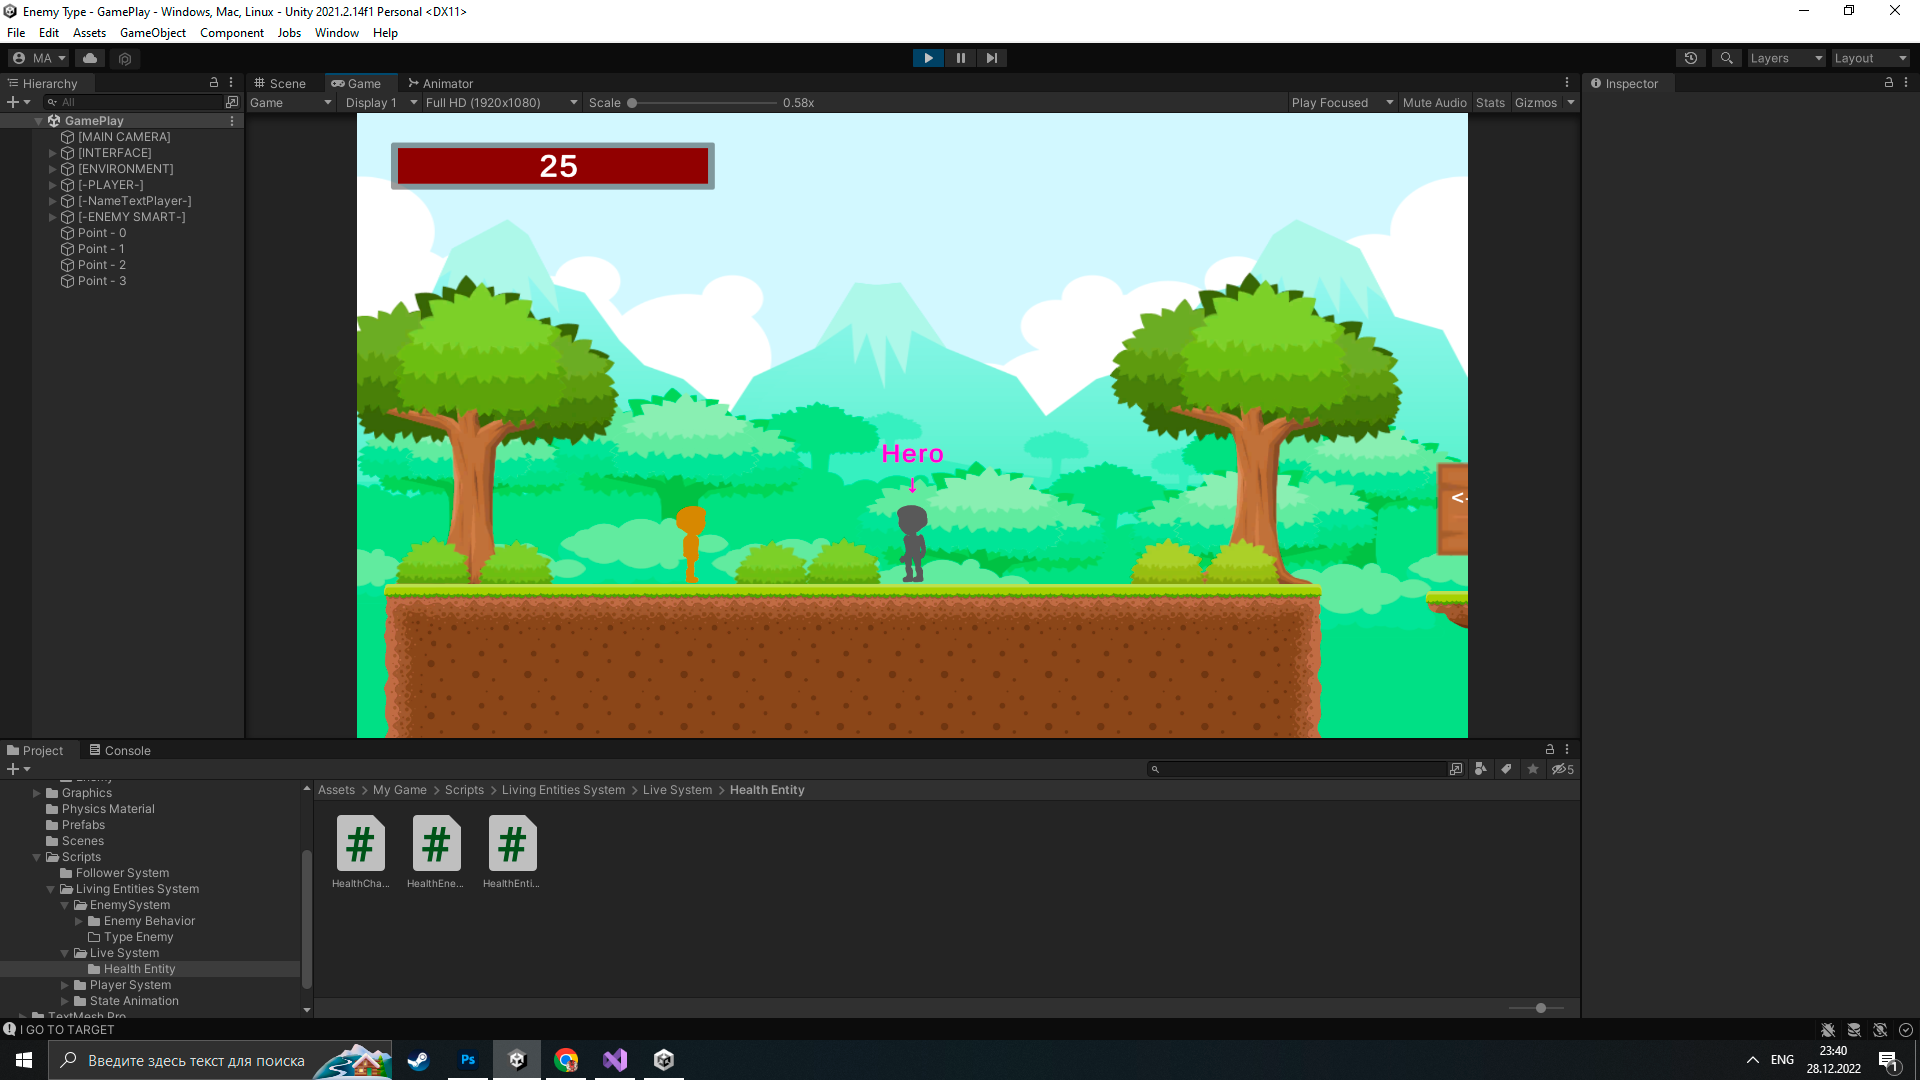 Enemy Type - GamePlay - Windows, Mac, Linux - Unity 2021.2.14f1 Personal <DX11>
File Edit Assets GameObject Component Jobs Window Help
MA
Layers
Layout
Hierarchy
Scene
Game
Animator
Inspector
All
Game
Display 1
Full HD (1920x1080)
Scale
0.58x
Play Focused
Mute Audio
Stats
Gizmos
GamePlay
[MAIN CAMERA]
[INTERFACE]
[ENVIRONMENT]
[-PLAYER-]
[-NameTextPlayer-]
[-ENEMY SMART-]
Point - 0
Point - 1
Point - 2
Point - 3
25
Hero
↓
<-
Project
Console
5
Enemy
Graphics
Physics Material
Prefabs
Scenes
Scripts
Follower System
Living Entities System
EnemySystem
Enemy Behavior
Type Enemy
Live System
Health Entity
Player System
State Animation
TextMesh Pro
Assets > My Game > Scripts > Living Entities System > Live System > Health Entity
# # #
HealthCha... HealthEne... HealthEnti...
I GO TO TARGET
Введите здесь текст для поиска
Ps
ENG
23:40
28.12.2022
1